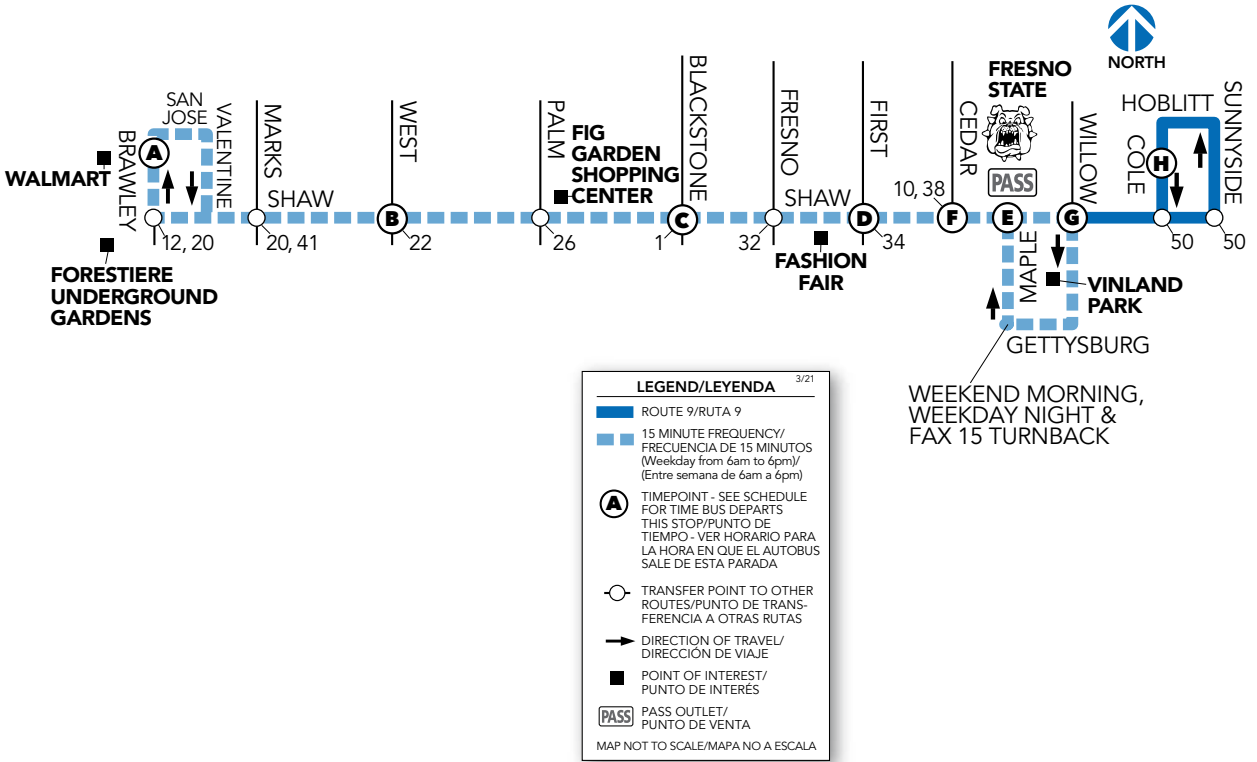 NORTH
SAN
JOSE
VALENTINE
BRAWLEY
A
WALMART
MARKS
WEST
PALM
FIG
GARDEN
SHOPPING
CENTER
BLACKSTONE
FRESNO
FIRST
CEDAR
FRESNO
STATE
PASS
WILLOW
HOBLITT
COLE
H
SUNNYSIDE
SHAW
SHAW
10, 38
B
C
D
F
E
G
12, 20
20, 41
22
26
1
32
34
50
50
FORESTIERE
UNDERGROUND
GARDENS
FASHION
FAIR
MAPLE
VINLAND
PARK
GETTYSBURG
WEEKEND MORNING,
WEEKDAY NIGHT &
FAX 15 TURNBACK
LEGEND/LEYENDA
3/21
ROUTE 9/RUTA 9
15 MINUTE FREQUENCY/
FRECUENCIA DE 15 MINUTOS
(Weekday from 6am to 6pm)/
(Entre semana de 6am a 6pm)
A
TIMEPOINT - SEE SCHEDULE
FOR TIME BUS DEPARTS
THIS STOP/PUNTO DE
TIEMPO - VER HORARIO PARA
LA HORA EN QUE EL AUTOBUS
SALE DE ESTA PARADA
TRANSFER POINT TO OTHER
ROUTES/PUNTO DE TRANS-
FERENCIA A OTRAS RUTAS
DIRECTION OF TRAVEL/
DIRECCIÓN DE VIAJE
POINT OF INTEREST/
PUNTO DE INTERÉS
PASS
PASS OUTLET/
PUNTO DE VENTA
MAP NOT TO SCALE/MAPA NO A ESCALA